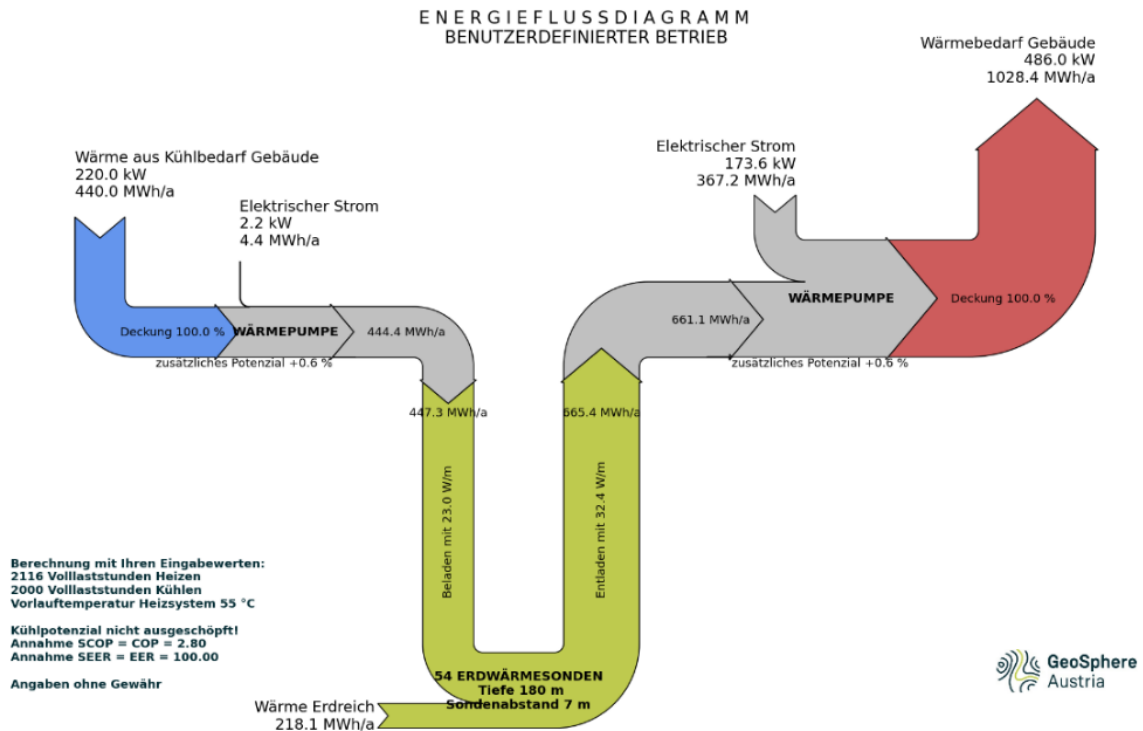 E N E R G I E F L U S S D I A G R A M M
BENUTZERDEFINIERTER BETRIEB
Wärmebedarf Gebäude
486.0 kW
1028.4 MWh/a
Wärme aus Kühlbedarf Gebäude
220.0 kW
440.0 MWh/a
Elektrischer Strom
2.2 kW
4.4 MWh/a
Elektrischer Strom
173.6 kW
367.2 MWh/a
Deckung 100.0 %
WÄRMEPUMPE
444.4 MWh/a
zusätzliches Potenzial +0.6 %
661.1 MWh/a
WÄRMEPUMPE
Deckung 100.0 %
zusätzliches Potenzial +0.6 %
447.3 MWh/a
665.4 MWh/a
Beladen mit 23.0 W/m
Entladen mit 32.4 W/m
Berechnung mit Ihren Eingabewerten:
2116 Volllaststunden Heizen
2000 Volllaststunden Kühlen
Vorlauftemperatur Heizsystem 55 °C
Kühlpotenzial nicht ausgeschöpft!
Annahme SCOP = COP = 2.80
Annahme SEER = EER = 100.00
Angaben ohne Gewähr
54 ERDWÄRMESONDEN
Tiefe 180 m
Sondenabstand 7 m
Wärme Erdreich
218.1 MWh/a
GeoSphere
Austria